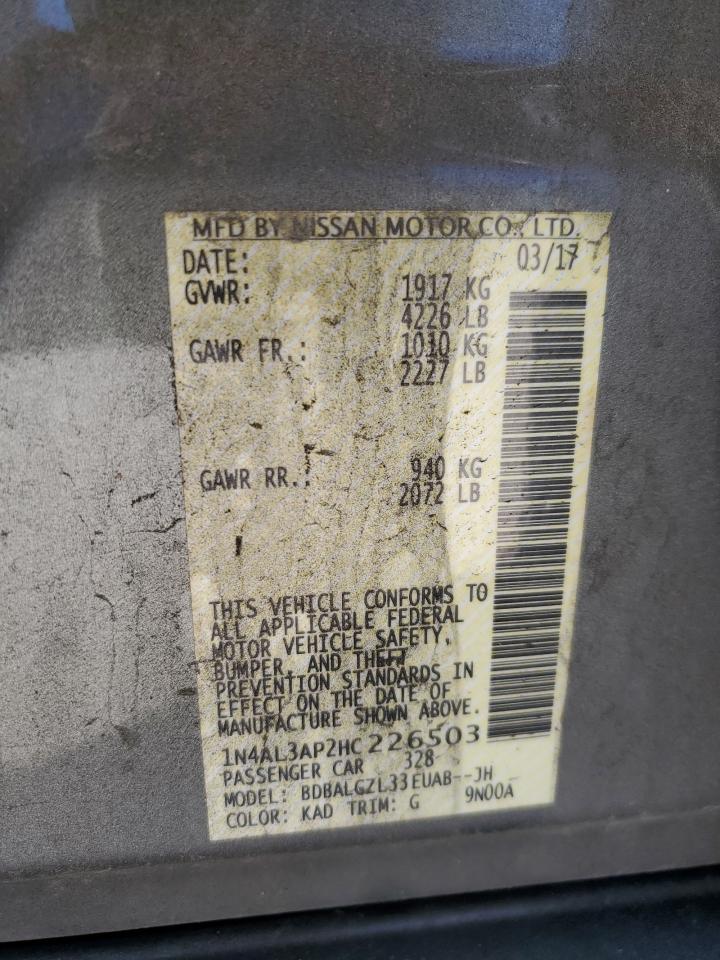 MFD BY NISSAN MOTOR CO., LTD.
DATE: 03/17
GVWR: 1917 KG
4226 LB
GAWR FR.: 1010 KG
2227 LB
GAWR RR.: 940 KG
2072 LB
THIS VEHICLE CONFORMS TO
ALL APPLICABLE FEDERAL
MOTOR VEHICLE SAFETY,
BUMPER, AND THEFT
PREVENTION STANDARDS IN
EFFECT ON THE DATE OF
MANUFACTURE SHOWN ABOVE.
1N4AL3AP2HC226503
PASSENGER CAR 328
MODEL: BDBALGZL33EUAB--JH_
COLOR: KAD TRIM: G 9N00A